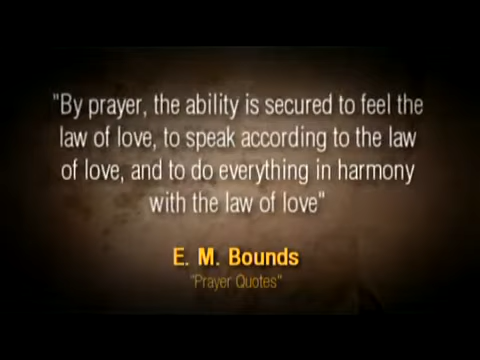 "By prayer, the ability is secured to feel the
law of love, to speak according to the law
of love, and to do everything in harmony
with the law of love"
E. M. Bounds
"Prayer Quotes"